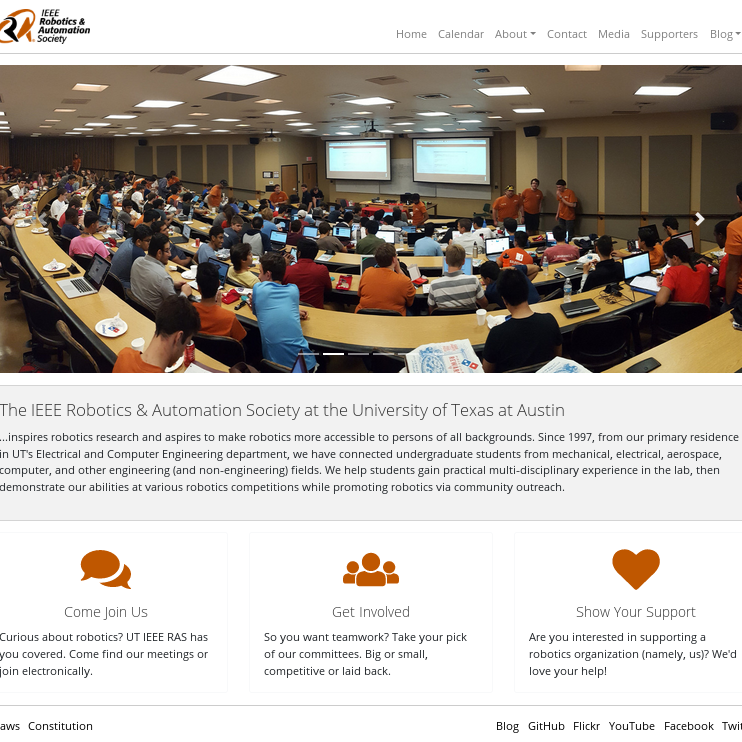 IEEE
Robotics &
Automation
Society
Home Calendar About Contact Media Supporters Blog
The IEEE Robotics & Automation Society at the University of Texas at Austin
...inspires robotics research and aspires to make robotics more accessible to persons of all backgrounds. Since 1997, from our primary residence
in UT's Electrical and Computer Engineering department, we have connected undergraduate students from mechanical, electrical, aerospace,
computer, and other engineering (and non-engineering) fields. We help students gain practical multi-disciplinary experience in the lab, then
demonstrate our abilities at various robotics competitions while promoting robotics via community outreach.
Come Join Us
Curious about robotics? UT IEEE RAS has
you covered. Come find our meetings or
join electronically.
Get Involved
So you want teamwork? Take your pick
of our committees. Big or small,
competitive or laid back.
Show Your Support
Are you interested in supporting a
robotics organization (namely, us)? We'd
love your help!
aws Constitution Blog GitHub Flickr YouTube Facebook Twit